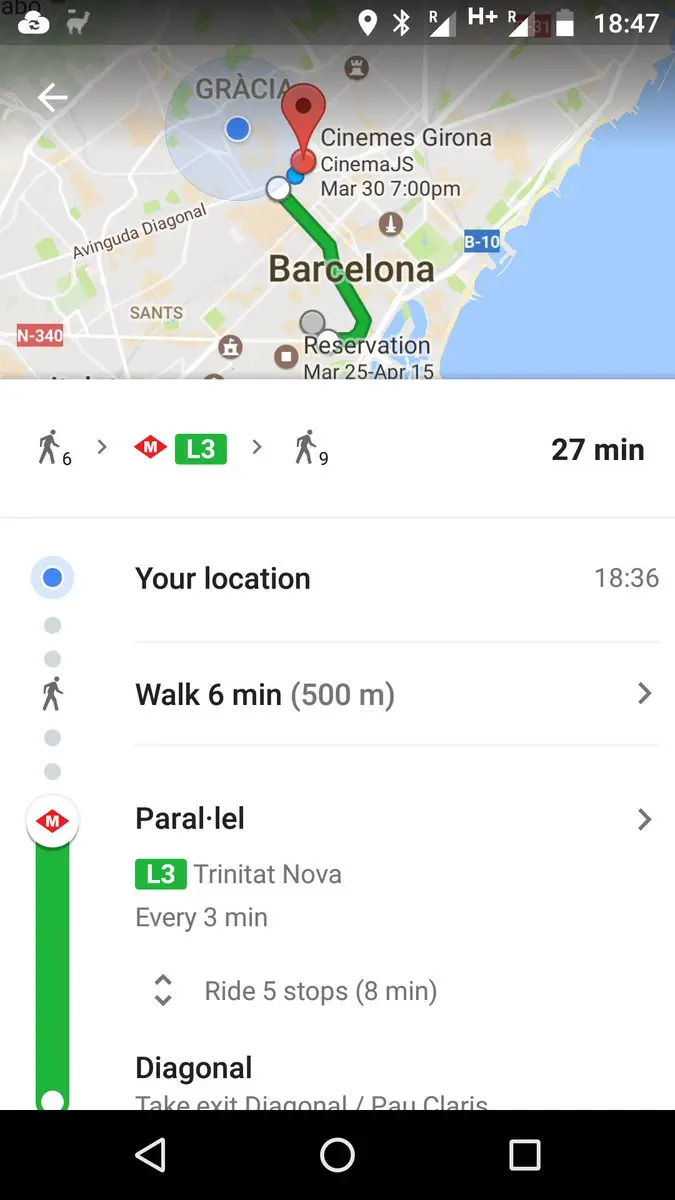 abo
R
H+
R
31
18:47
GRÀCIA
Cinemes Girona
CinemaJS
Mar 30 7:00pm
Avinguda Diagonal
B-10
Barcelona
SANTS
N-340
Reservation
Mar 25-Apr 15
6 > M L3 > 9 27 min
Your location 18:36
Walk 6 min (500 m)
M
Paral·lel
L3 Trinitat Nova
Every 3 min
Ride 5 stops (8 min)
Diagonal
Take exit Diagonal / Pau Claris